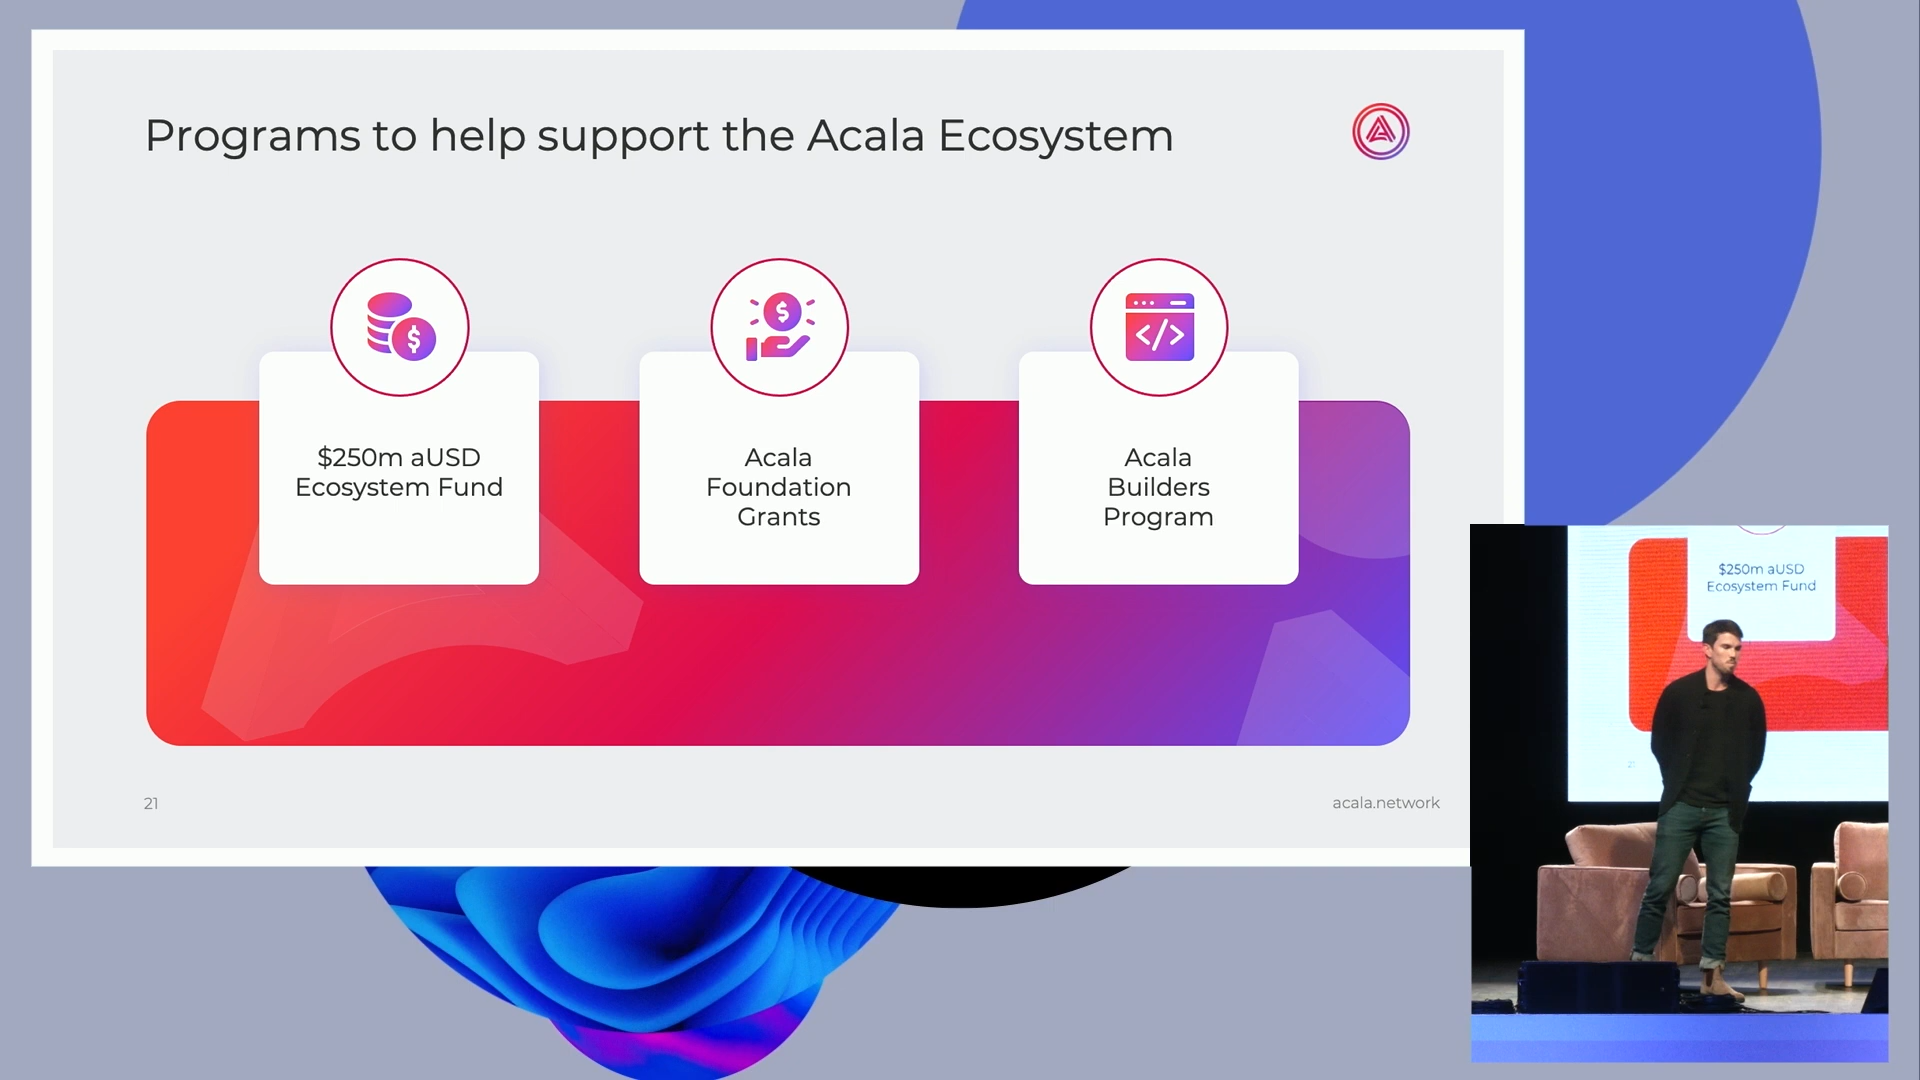 Programs to help support the Acala Ecosystem
$250m aUSD
Ecosystem Fund
Acala
Foundation
Grants
Acala
Builders
Program
21
acala.network
$250m aUSD
Ecosystem Fund
21